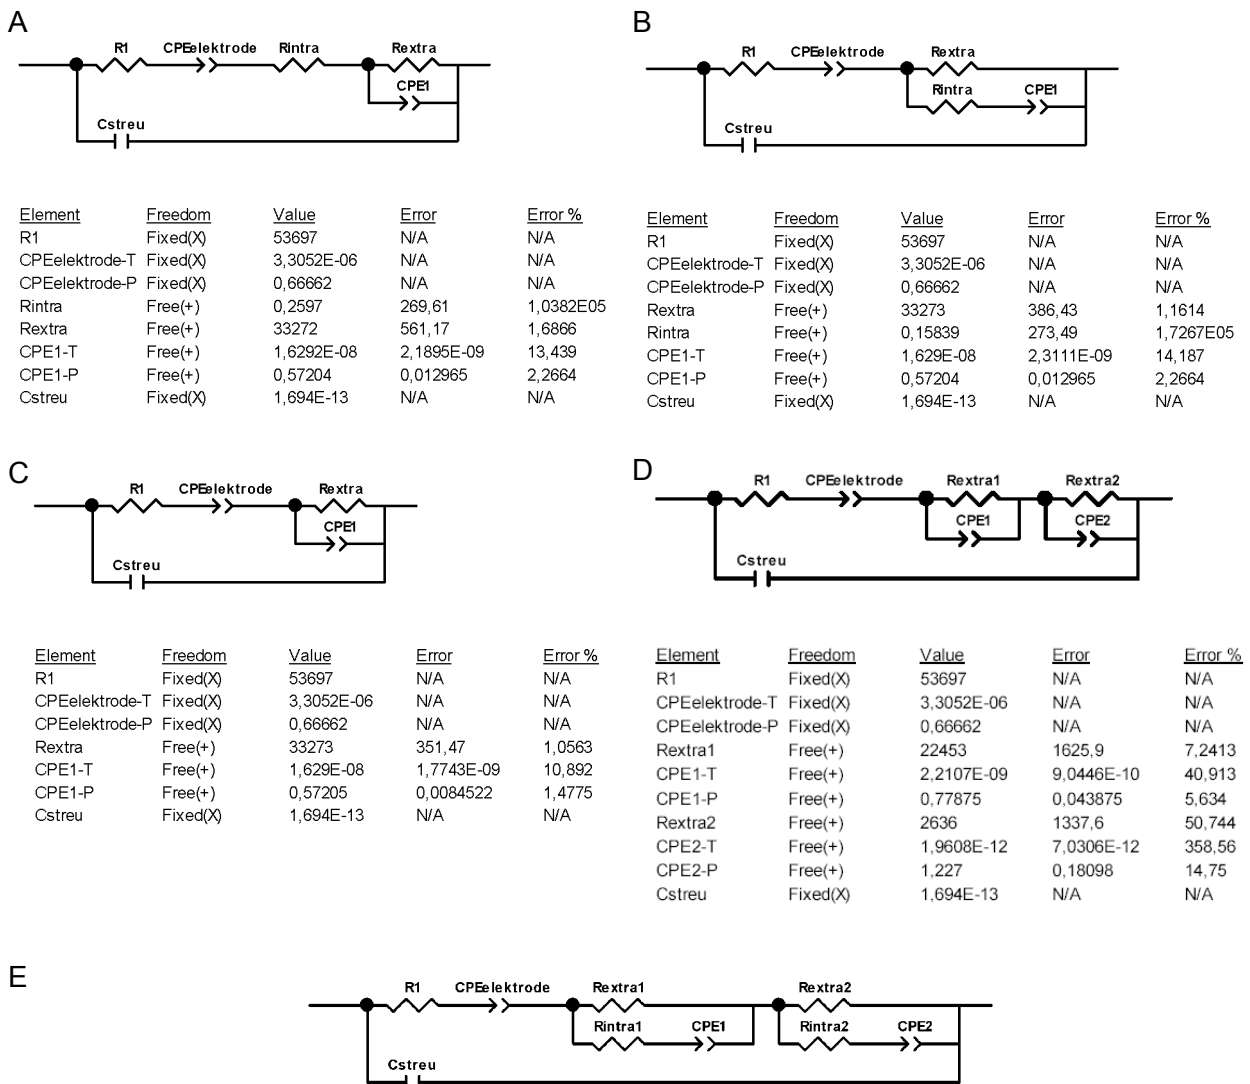 A
R1 CPEelektrode Rintra Rextra
CPE1
Cstreu
Element Freedom Value Error Error %
R1 Fixed(X) 53697 N/A N/A
CPEelektrode-T Fixed(X) 3,3052E-06 N/A N/A
CPEelektrode-P Fixed(X) 0,66662 N/A N/A
Rintra Free(+) 0,2597 269,61 1,0382E05
Rextra Free(+) 33272 561,17 1,6866
CPE1-T Free(+) 1,6292E-08 2,1895E-09 13,439
CPE1-P Free(+) 0,57204 0,012965 2,2664
Cstreu Fixed(X) 1,694E-13 N/A N/A
B
R1 CPEelektrode Rextra
Rintra CPE1
Cstreu
Element Freedom Value Error Error %
R1 Fixed(X) 53697 N/A N/A
CPEelektrode-T Fixed(X) 3,3052E-06 N/A N/A
CPEelektrode-P Fixed(X) 0,66662 N/A N/A
Rextra Free(+) 33273 386,43 1,1614
Rintra Free(+) 0,15839 273,49 1,7267E05
CPE1-T Free(+) 1,629E-08 2,3111E-09 14,187
CPE1-P Free(+) 0,57204 0,012965 2,2664
Cstreu Fixed(X) 1,694E-13 N/A N/A
C
R1 CPEelektrode Rextra
CPE1
Cstreu
Element Freedom Value Error Error %
R1 Fixed(X) 53697 N/A N/A
CPEelektrode-T Fixed(X) 3,3052E-06 N/A N/A
CPEelektrode-P Fixed(X) 0,66662 N/A N/A
Rextra Free(+) 33273 351,47 1,0563
CPE1-T Free(+) 1,629E-08 1,7743E-09 10,892
CPE1-P Free(+) 0,57205 0,0084522 1,4775
Cstreu Fixed(X) 1,694E-13 N/A N/A
D
R1 CPEelektrode Rextra1 Rextra2
CPE1 CPE2
Cstreu
Element Freedom Value Error Error %
R1 Fixed(X) 53697 N/A N/A
CPEelektrode-T Fixed(X) 3,3052E-06 N/A N/A
CPEelektrode-P Fixed(X) 0,66662 N/A N/A
Rextra1 Free(+) 22453 1625,9 7,2413
CPE1-T Free(+) 2,2107E-09 9,0446E-10 40,913
CPE1-P Free(+) 0,77875 0,043875 5,634
Rextra2 Free(+) 2636 1337,6 50,744
CPE2-T Free(+) 1,9608E-12 7,0306E-12 358,56
CPE2-P Free(+) 1,227 0,18098 14,75
Cstreu Fixed(X) 1,694E-13 N/A N/A
E
R1 CPEelektrode Rextra1 Rextra2
Rintra1 CPE1 Rintra2 CPE2
Cstreu